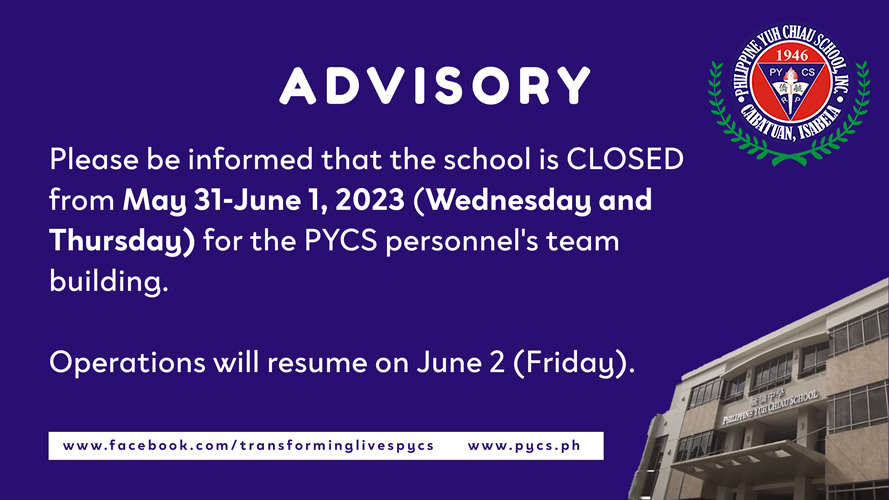 ADVISORY
PHILIPPINE YUH CHIAU SCHOOL, INC.
1946
PY CS
R P
CABATUAN, ISABELA
Please be informed that the school is CLOSED
from May 31-June 1, 2023 (Wednesday and
Thursday) for the PYCS personnel's team
building.
Operations will resume on June 2 (Friday).
PHILIPPINE YUH CHIAU SCHOOL
www.facebook.com/transforminglivespycs www.pycs.ph